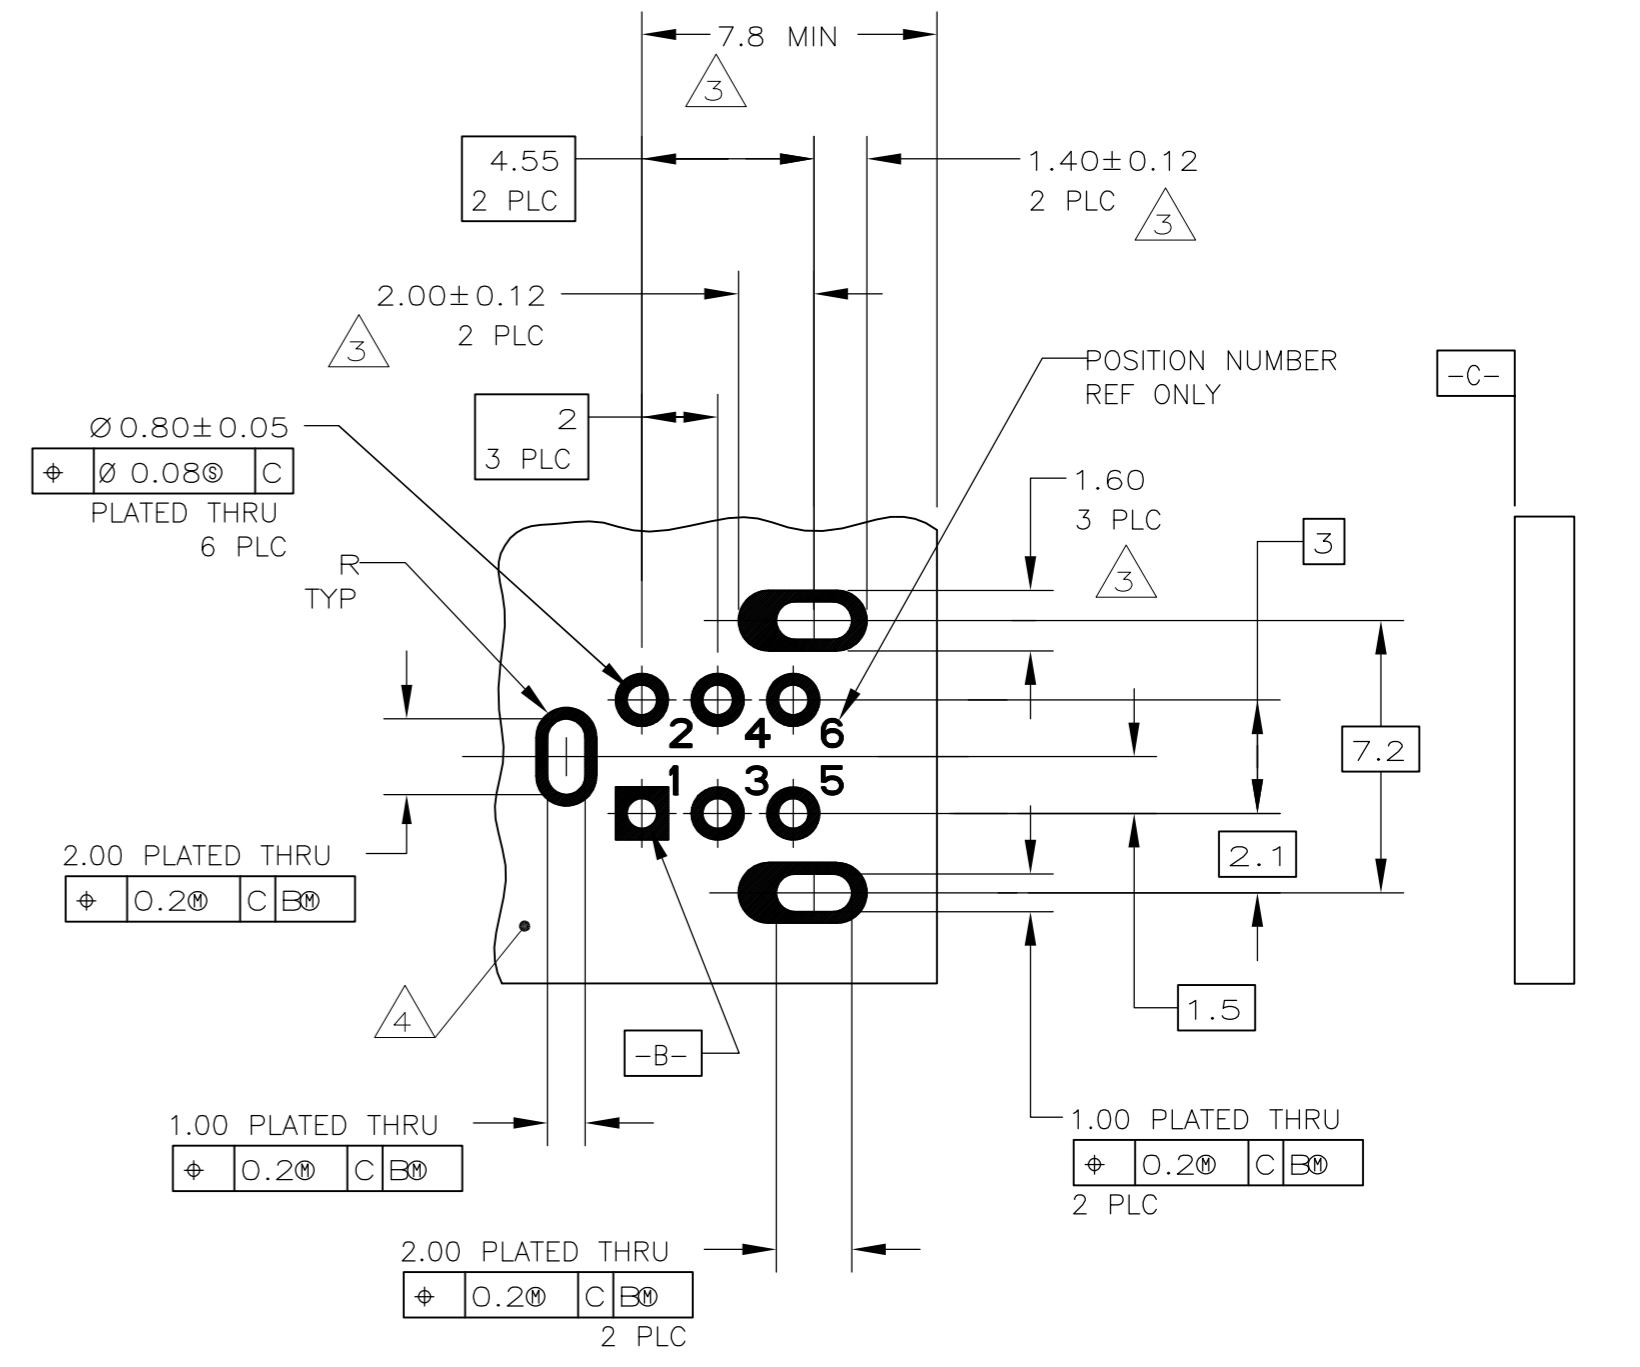 7.8 MIN
3
4.55
2 PLC
1.40±0.12
2 PLC
3
2.00±0.12
2 PLC
3
POSITION NUMBER
REF ONLY
-C-
2
3 PLC
Ø0.80±0.05
⌖ Ø 0.08Ⓢ C
PLATED THRU
6 PLC
1.60
3 PLC
3
3
R
TYP
2 4 6
1 3 5
7.2
2.1
2.00 PLATED THRU
⌖ 0.2Ⓜ C BⓂ
1.5
4
-B-
1.00 PLATED THRU
⌖ 0.2Ⓜ C BⓂ
1.00 PLATED THRU
⌖ 0.2Ⓜ C BⓂ
2 PLC
2.00 PLATED THRU
⌖ 0.2Ⓜ C BⓂ
2 PLC